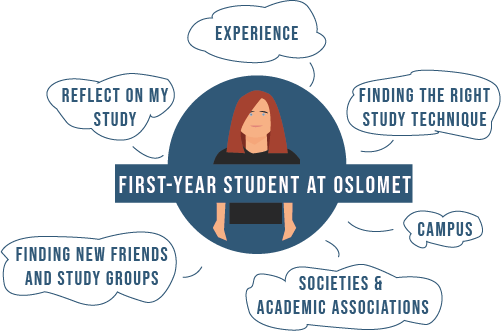 EXPERIENCE
REFLECT ON MY
STUDY
FINDING THE RIGHT
STUDY TECHNIQUE
FIRST-YEAR STUDENT AT OSLOMET
CAMPUS
FINDING NEW FRIENDS
AND STUDY GROUPS
SOCIETIES &
ACADEMIC ASSOCIATIONS